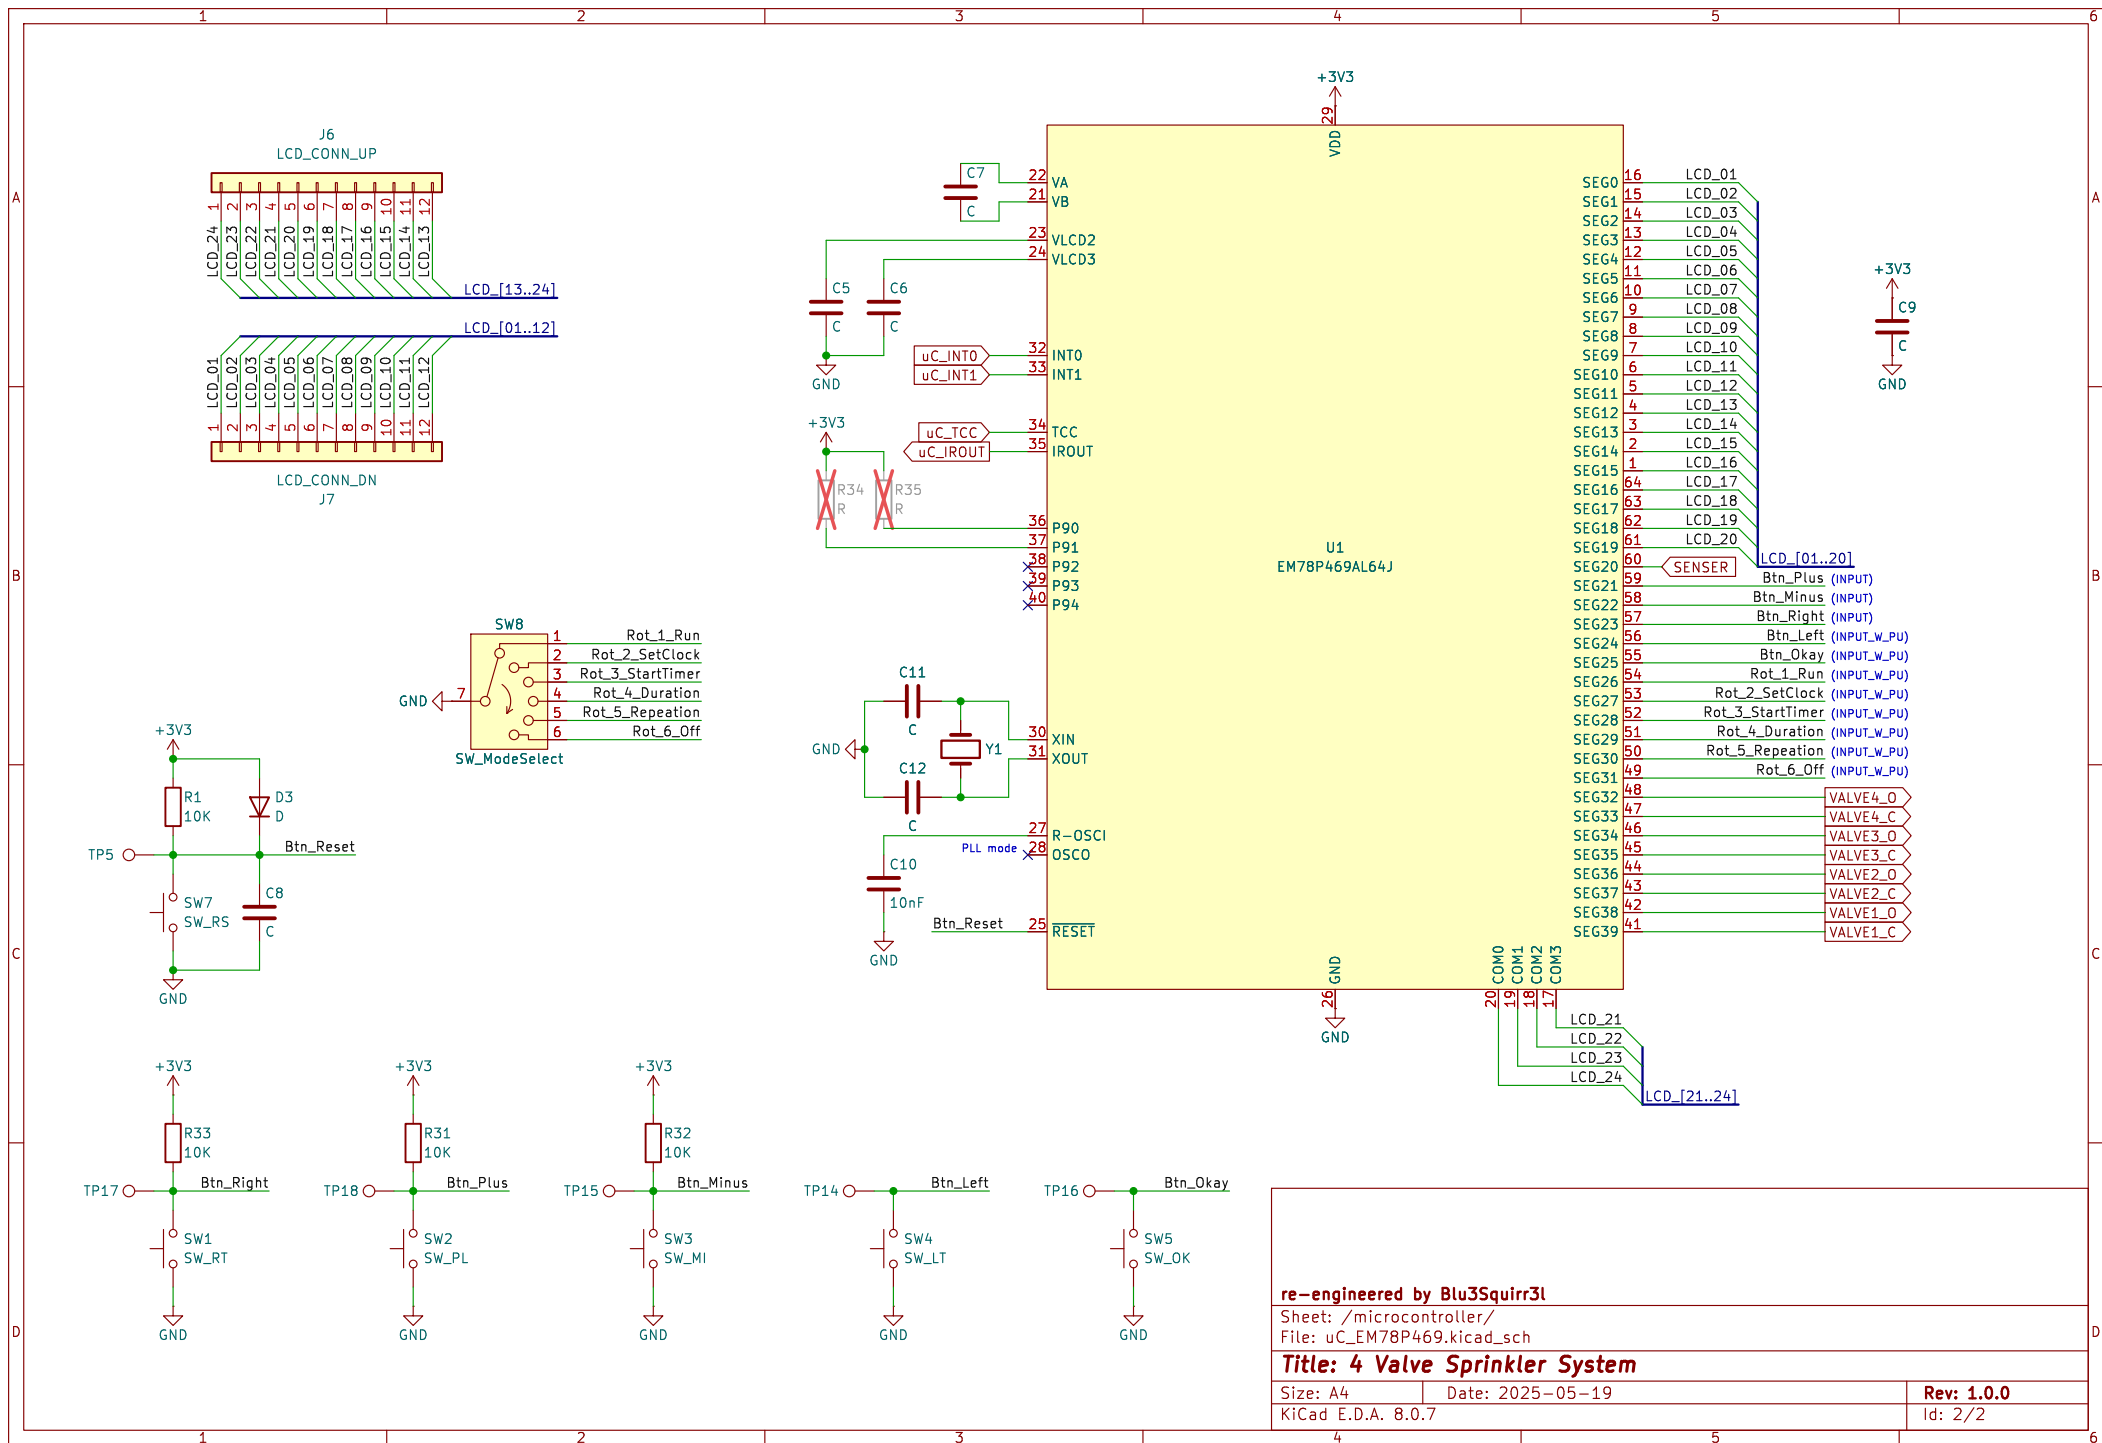 1 2 3 4 5 6
A
B
C
D
J6
LCD_CONN_UP
1 2 3 4 5 6 7 8 9 10 11 12
LCD_24
LCD_23
LCD_22
LCD_21
LCD_20
LCD_19
LCD_18
LCD_17
LCD_16
LCD_15
LCD_14
LCD_13
LCD_[13..24]
LCD_[01..12]
LCD_01
LCD_02
LCD_03
LCD_04
LCD_05
LCD_06
LCD_07
LCD_08
LCD_09
LCD_10
LCD_11
LCD_12
1 2 3 4 5 6 7 8 9 10 11 12
LCD_CONN_DN
J7
SW8
1 Rot_1_Run
2 Rot_2_SetClock
3 Rot_3_StartTimer
GND 7 4 Rot_4_Duration
5 Rot_5_Repeation
6 Rot_6_Off
SW_ModeSelect
+3V3
R1
10K
D3
D
TP5
Btn_Reset
SW7
SW_RS
C8
C
GND
+3V3
R33
10K
TP17
Btn_Right
SW1
SW_RT
GND
+3V3
R31
10K
TP18
Btn_Plus
SW2
SW_PL
GND
+3V3
R32
10K
TP15
Btn_Minus
SW3
SW_MI
GND
TP14
Btn_Left
SW4
SW_LT
GND
TP16
Btn_Okay
SW5
SW_OK
GND
C7
C
C5
C
C6
C
GND
uC_INT0
uC_INT1
+3V3
uC_TCC
uC_IROUT
R34
R
R35
R
C11
C
GND
Y1
C12
C
PLL mode
C10
10nF
GND
Btn_Reset
+3V3
29
VDD
22 VA
21 VB
23 VLCD2
24 VLCD3
32 INT0
33 INT1
34 TCC
35 IROUT
36 P90
37 P91
38 P92
39 P93
40 P94
30 XIN
31 XOUT
27 R-OSCI
28 OSCO
25 RESET
U1
EM78P469AL64J
GND
26
GND
SEG0 16 LCD_01
SEG1 15 LCD_02
SEG2 14 LCD_03
SEG3 13 LCD_04
SEG4 12 LCD_05
SEG5 11 LCD_06
SEG6 10 LCD_07
SEG7 9 LCD_08
SEG8 8 LCD_09
SEG9 7 LCD_10
SEG10 6 LCD_11
SEG11 5 LCD_12
SEG12 4 LCD_13
SEG13 3 LCD_14
SEG14 2 LCD_15
SEG15 1 LCD_16
SEG16 64 LCD_17
SEG17 63 LCD_18
SEG18 62 LCD_19
SEG19 61 LCD_20
LCD_[01..20]
SEG20 60 SENSER
SEG21 59 Btn_Plus (INPUT)
SEG22 58 Btn_Minus (INPUT)
SEG23 57 Btn_Right (INPUT)
SEG24 56 Btn_Left (INPUT_W_PU)
SEG25 55 Btn_Okay (INPUT_W_PU)
SEG26 54 Rot_1_Run (INPUT_W_PU)
SEG27 53 Rot_2_SetClock (INPUT_W_PU)
SEG28 52 Rot_3_StartTimer (INPUT_W_PU)
SEG29 51 Rot_4_Duration (INPUT_W_PU)
SEG30 50 Rot_5_Repeation (INPUT_W_PU)
SEG31 49 Rot_6_Off (INPUT_W_PU)
SEG32 48 VALVE4_O
SEG33 47 VALVE4_C
SEG34 46 VALVE3_O
SEG35 45 VALVE3_C
SEG36 44 VALVE2_O
SEG37 43 VALVE2_C
SEG38 42 VALVE1_O
SEG39 41 VALVE1_C
COM0 COM1 COM2 COM3
20 19 18 17
LCD_21
LCD_22
LCD_23
LCD_24
LCD_[21..24]
+3V3
C9
C
GND
re-engineered by Blu3Squirr3l
Sheet: /microcontroller/
File: uC_EM78P469.kicad_sch
Title: 4 Valve Sprinkler System
Size: A4 Date: 2025-05-19 Rev: 1.0.0
KiCad E.D.A. 8.0.7 Id: 2/2
A
B
C
D
1 2 3 4 5 6